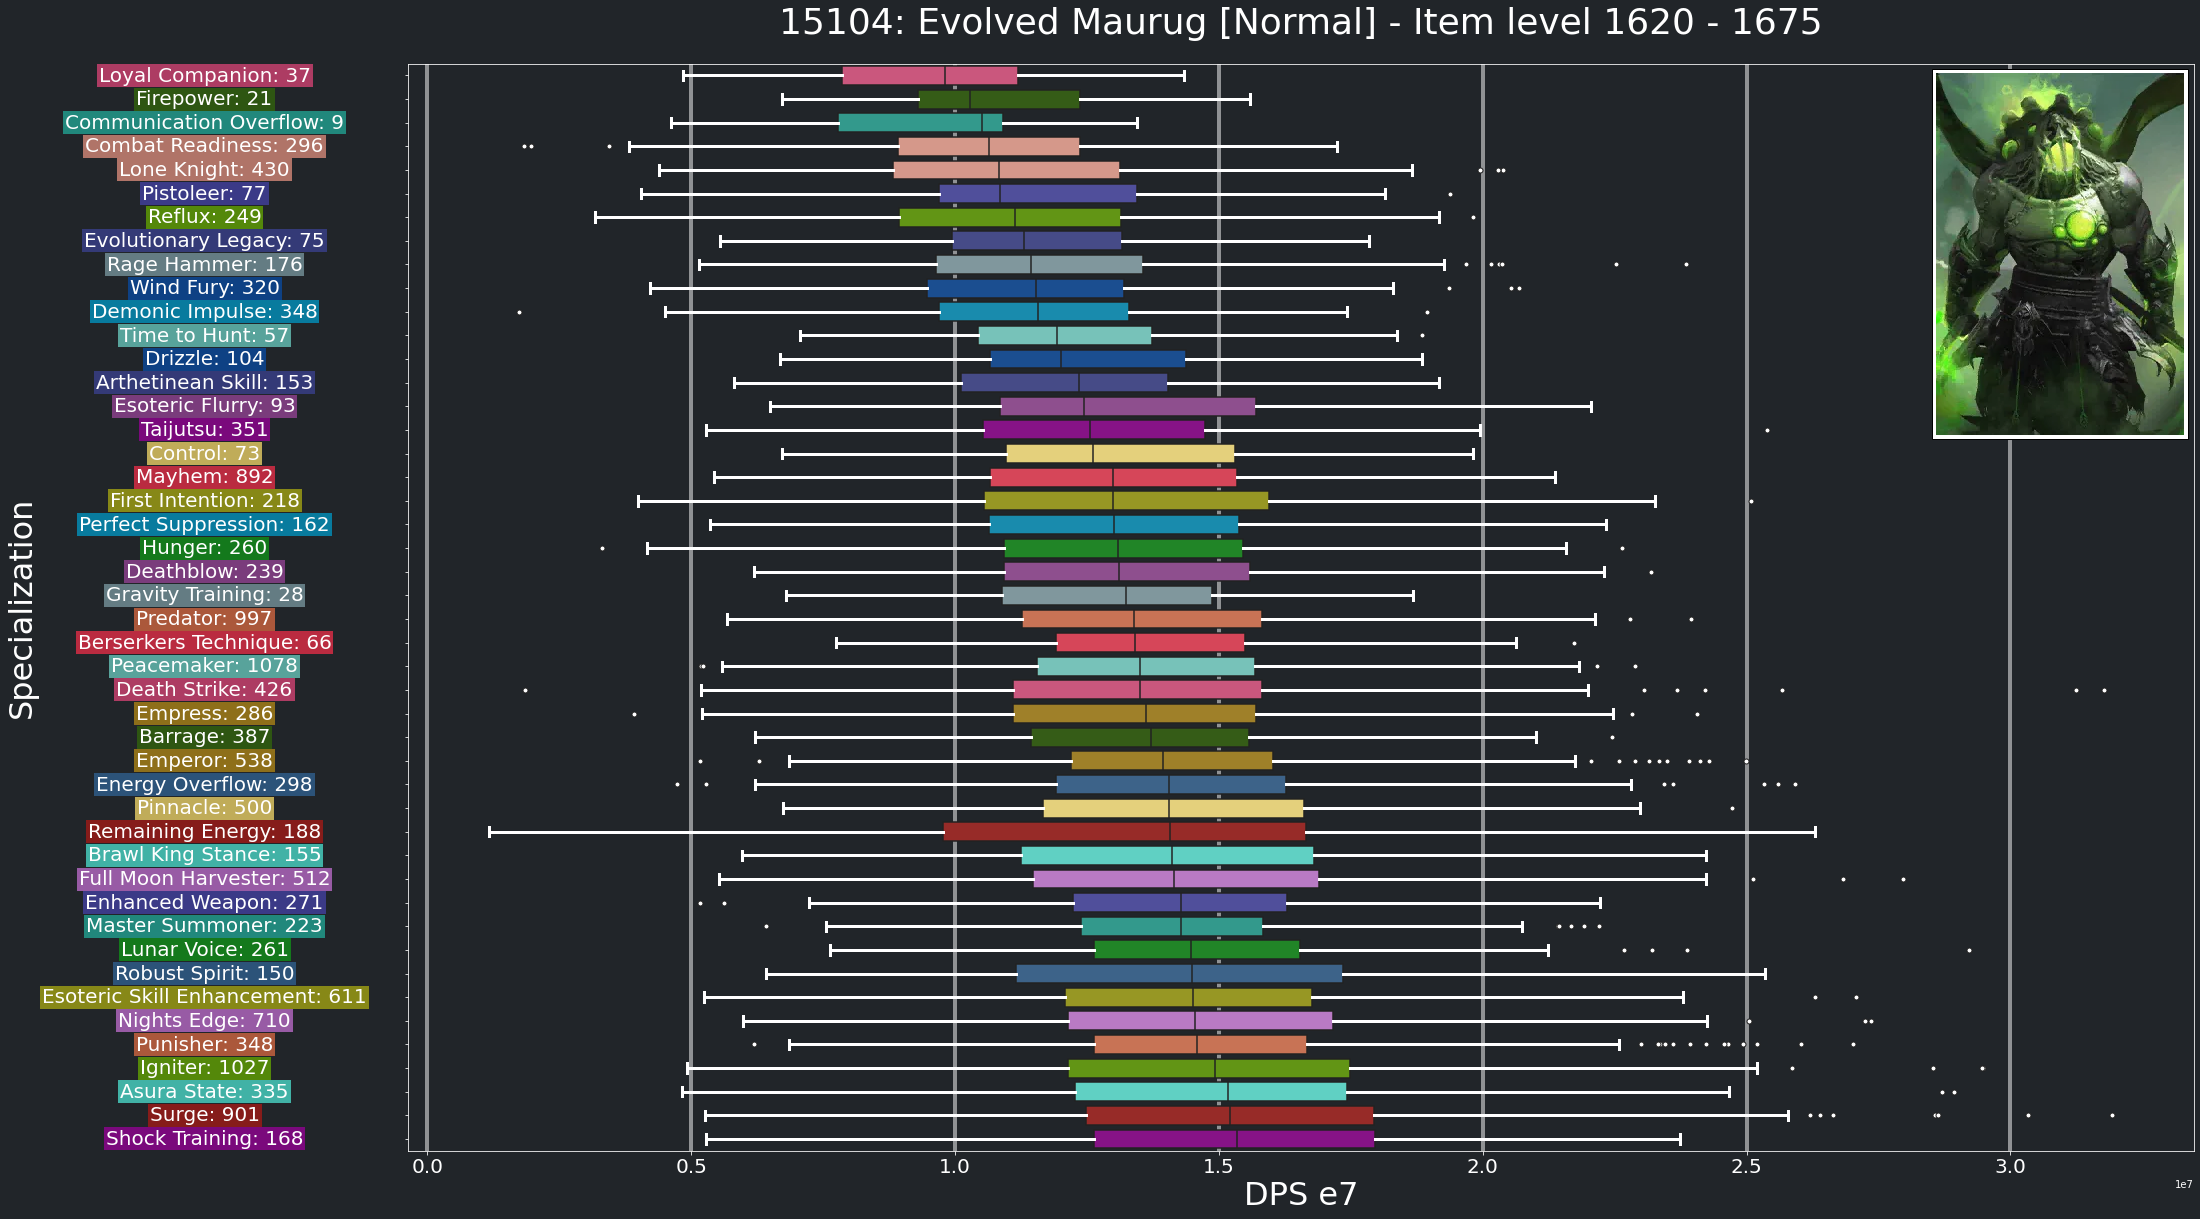 15104: Evolved Maurug [Normal] - Item level 1620 - 1675
Loyal Companion: 37
Firepower: 21
Communication Overflow: 9
Combat Readiness: 296
Lone Knight: 430
Pistoleer: 77
Reflux: 249
Evolutionary Legacy: 75
Rage Hammer: 176
Wind Fury: 320
Demonic Impulse: 348
Time to Hunt: 57
Drizzle: 104
Arthetinean Skill: 153
Esoteric Flurry: 93
Taijutsu: 351
Control: 73
Mayhem: 892
First Intention: 218
Perfect Suppression: 162
Hunger: 260
Deathblow: 239
Gravity Training: 28
Predator: 997
Berserkers Technique: 66
Peacemaker: 1078
Death Strike: 426
Empress: 286
Barrage: 387
Emperor: 538
Energy Overflow: 298
Pinnacle: 500
Remaining Energy: 188
Brawl King Stance: 155
Full Moon Harvester: 512
Enhanced Weapon: 271
Master Summoner: 223
Lunar Voice: 261
Robust Spirit: 150
Esoteric Skill Enhancement: 611
Nights Edge: 710
Punisher: 348
Igniter: 1027
Asura State: 335
Surge: 901
Shock Training: 168
Specialization
0.0 0.5 1.0 1.5 2.0 2.5 3.0
DPS e7
1e7